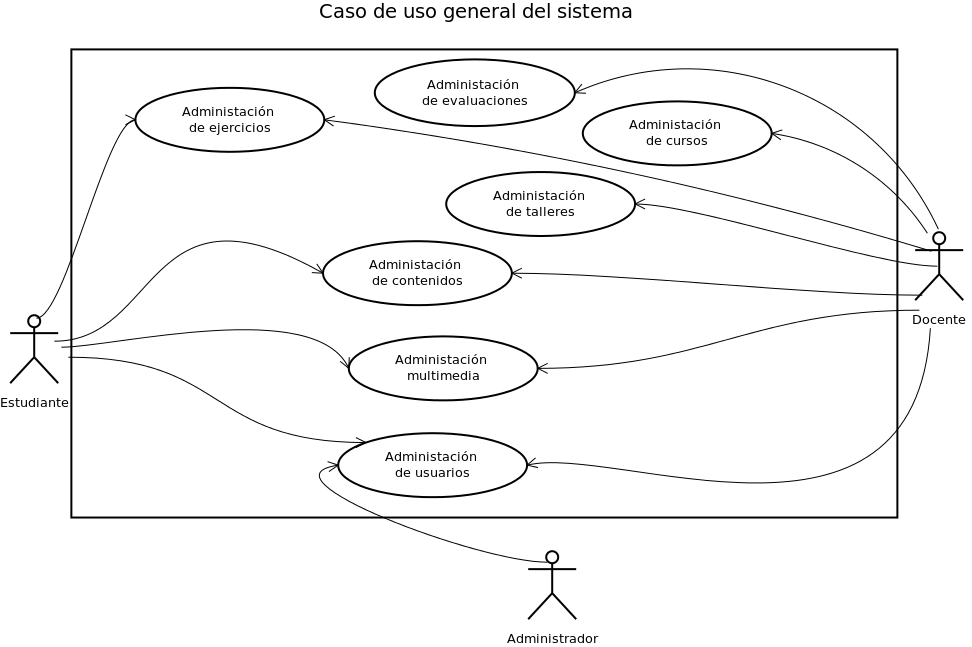 Caso de uso general del sistema
Administación
de evaluaciones
Administación
de ejercicios
Administación
de cursos
Administación
de talleres
Administación
de contenidos
Docente
Administación
multimedia
Estudiante
Administación
de usuarios
Administrador